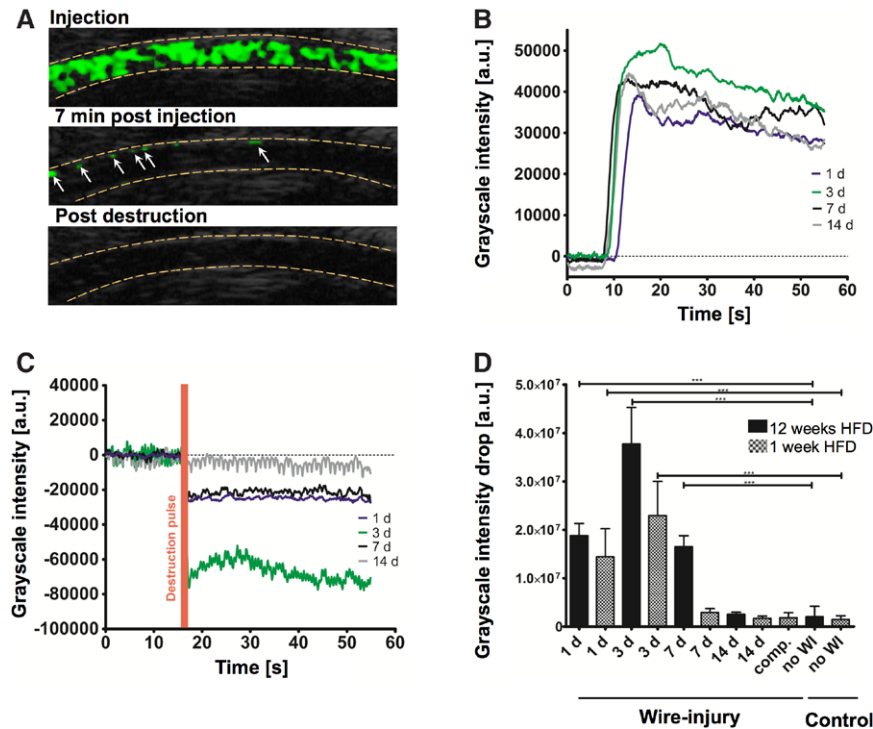 A
Injection
7 min post injection
Post destruction
B
Grayscale intensity [a.u.]
50000
40000
30000
20000
10000
0
0 10 20 30 40 50 60
Time [s]
1 d
3 d
7 d
14 d
C
Grayscale intensity [a.u.]
40000
20000
0
-20000
-40000
-60000
-80000
-100000
0 10 20 30 40 50 60
Time [s]
Destruction pulse
1 d
3 d
7 d
14 d
D
Grayscale intensity drop [a.u.]
5.0×10⁷
4.0×10⁷
3.0×10⁷
2.0×10⁷
1.0×10⁷
0
***
***
***
***
***
12 weeks HFD
1 week HFD
1 d 1 d 3 d 3 d 7 d 7 d 14 d 14 d comp. no WI no WI
Wire-injury Control